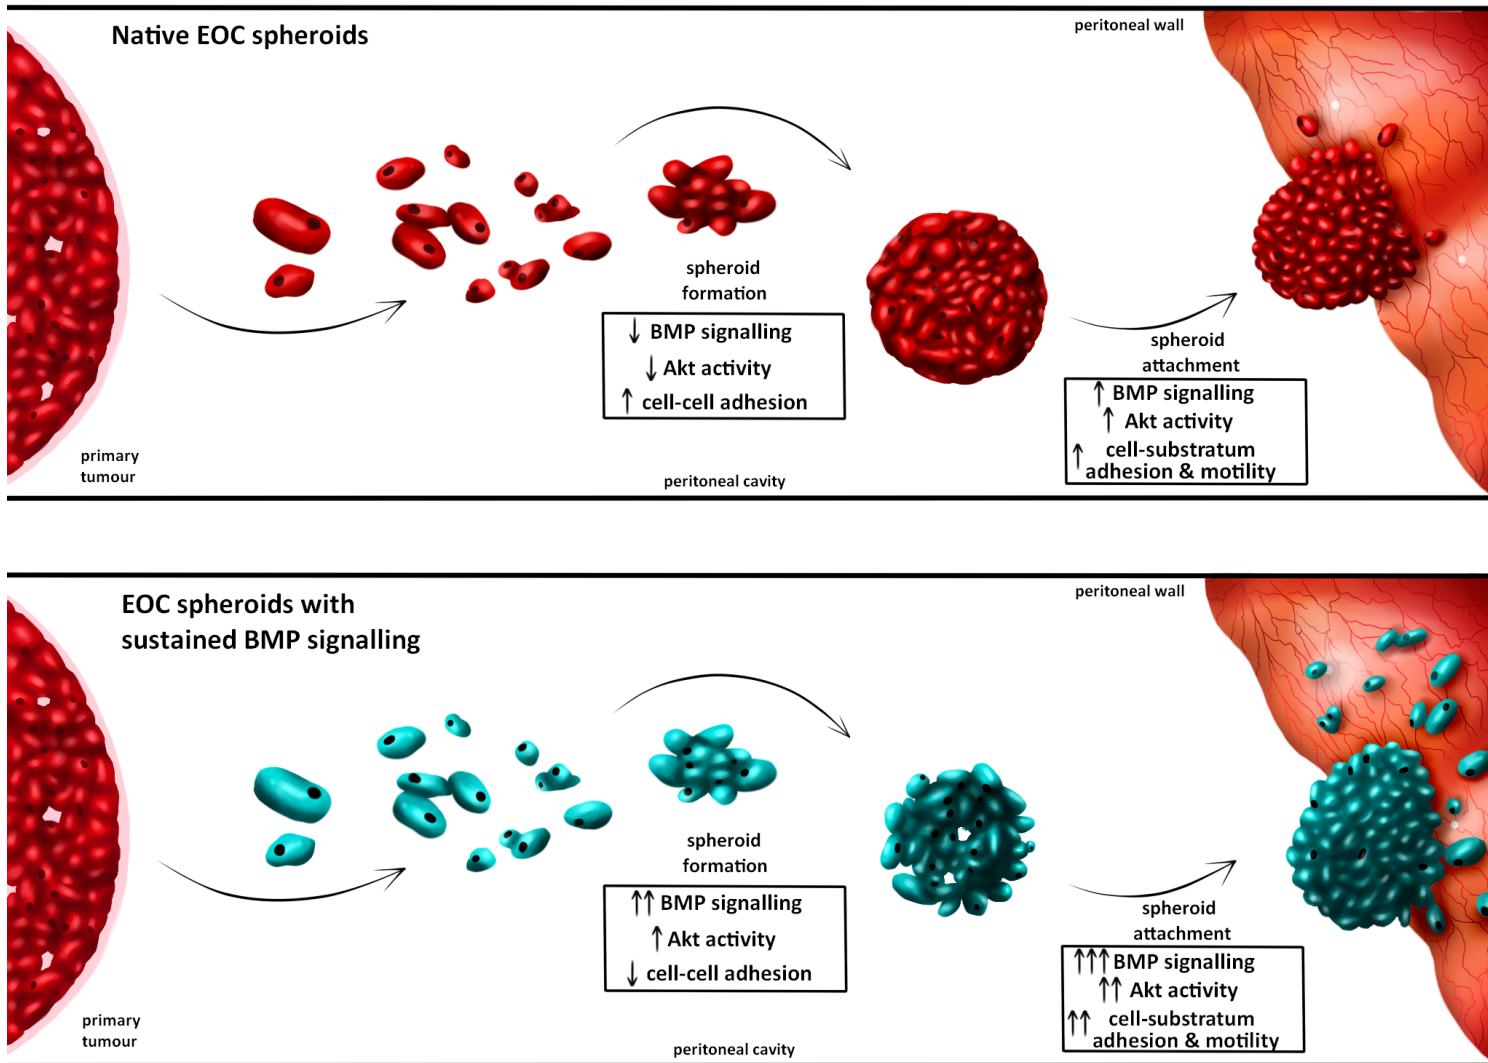 Native EOC spheroids
peritoneal wall
spheroid
formation
↓ BMP signalling
↓ Akt activity
↑ cell-cell adhesion
spheroid
attachment
↑ BMP signalling
↑ Akt activity
↑ cell-substratum
adhesion & motility
primary
tumour
peritoneal cavity
EOC spheroids with
sustained BMP signalling
peritoneal wall
spheroid
formation
↑↑ BMP signalling
↑ Akt activity
↓ cell-cell adhesion
spheroid
attachment
↑↑↑ BMP signalling
↑↑ Akt activity
↑↑ cell-substratum
adhesion & motility
primary
tumour
peritoneal cavity